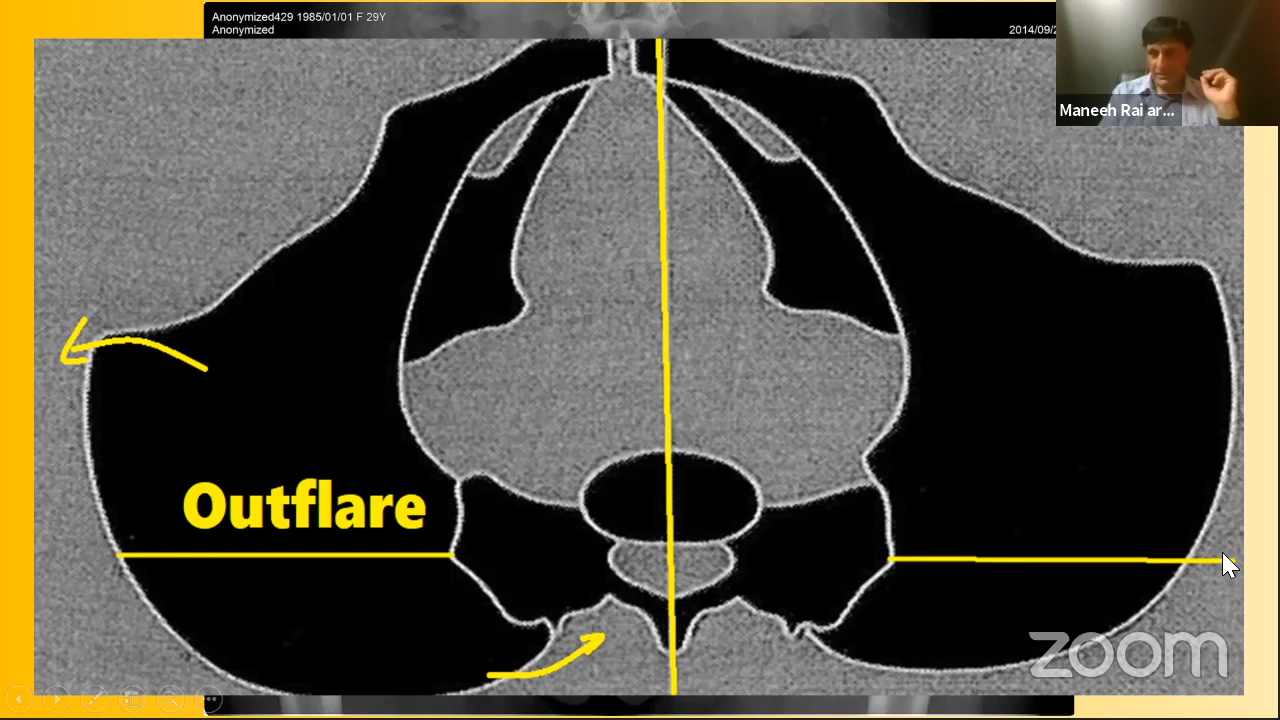 Anonymized429 1985/01/01 F 29Y
Anonymized
2014/09/2
Maneeh Rai ar...
Outflare
zoom